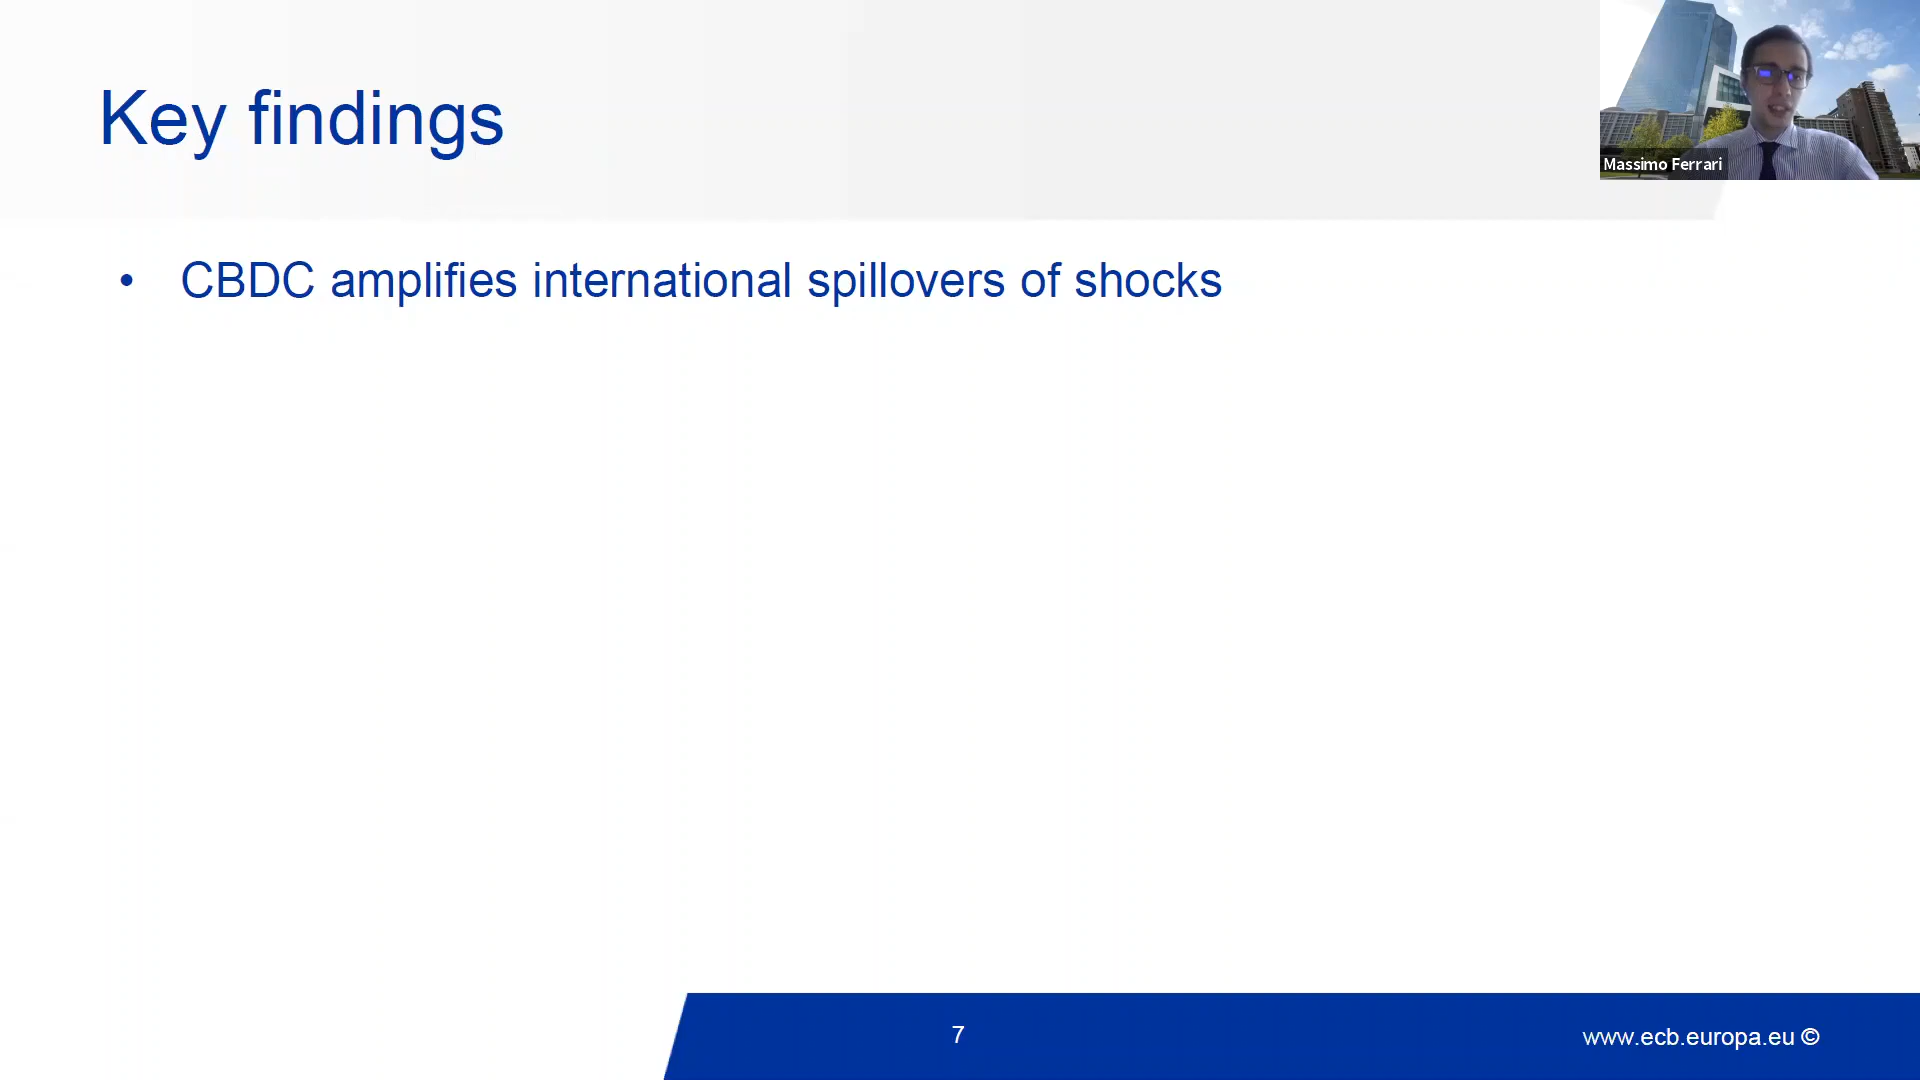 Key findings
Massimo Ferrari
• CBDC amplifies international spillovers of shocks
7
www.ecb.europa.eu ©